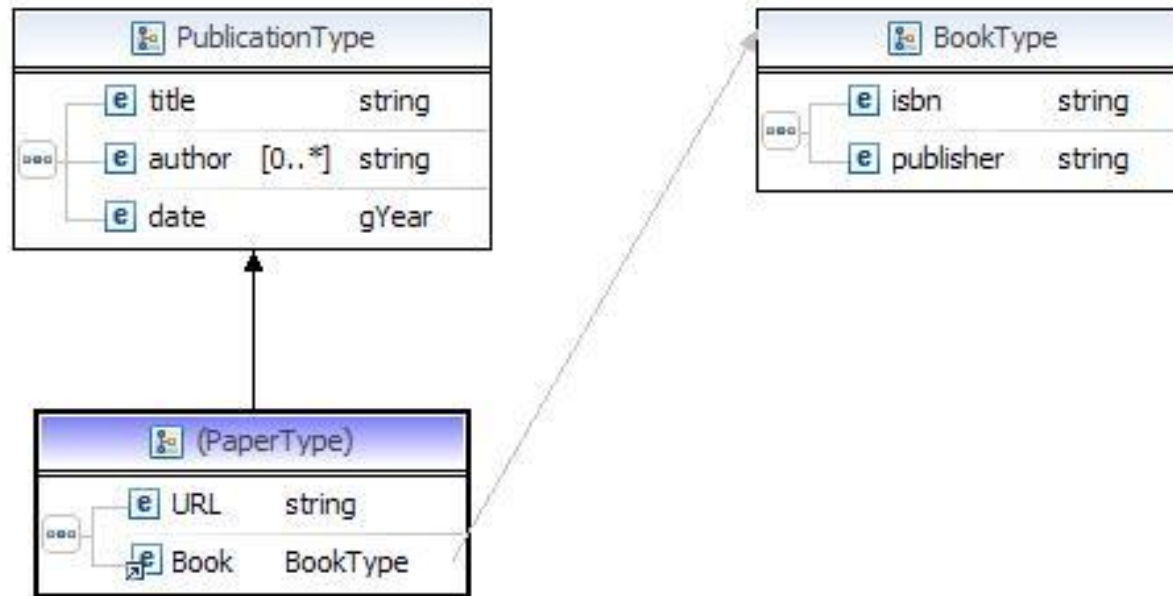 PublicationType
e title string
e author [0..*] string
e date gYear
BookType
e isbn string
e publisher string
(PaperType)
e URL string
e Book BookType